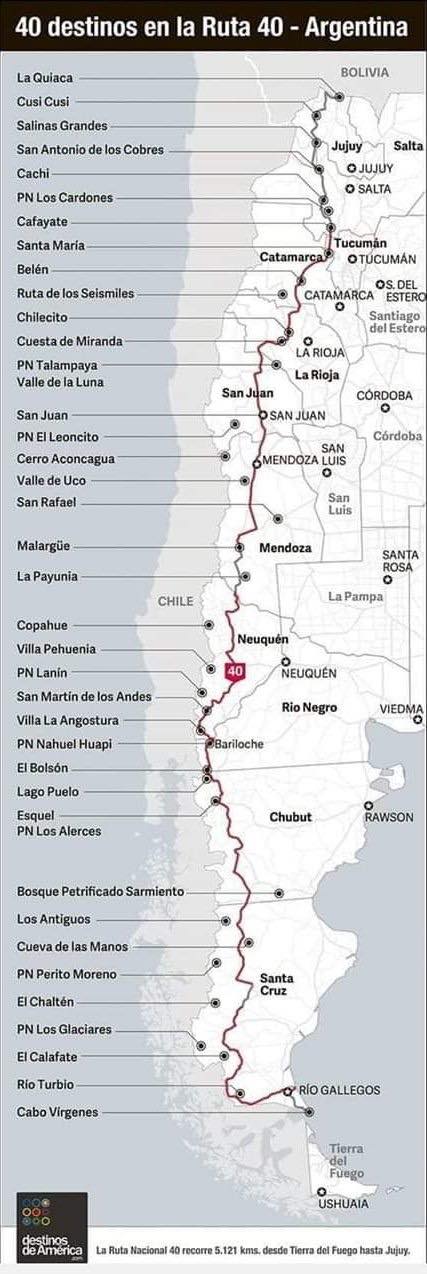 40 destinos en la Ruta 40 - Argentina
BOLIVIA
La Quiaca
Cusi Cusi
Salinas Grandes
San Antonio de los Cobres
Cachi
PN Los Cardones
Cafayate
Santa María
Belén
Ruta de los Seismiles
Chilecito
Cuesta de Miranda
PN Talampaya
Valle de la Luna
San Juan
PN El Leoncito
Cerro Aconcagua
Valle de Uco
San Rafael
Malargüe
La Payunia
Copahue
Villa Pehuenia
PN Lanín
San Martín de los Andes
Villa La Angostura
PN Nahuel Huapi
El Bolsón
Lago Puelo
Esquel
PN Los Alerces
Bosque Petrificado Sarmiento
Los Antiguos
Cueva de las Manos
PN Perito Moreno
El Chaltén
PN Los Glaciares
El Calafate
Río Turbio
Cabo Vírgenes
Jujuy
Salta
JUJUY
SALTA
Tucumán
Catamarca
TUCUMÁN
S. DEL
ESTERO
CATAMARCA
Santiago
del Estero
LA RIOJA
La Rioja
San Juan
CÓRDOBA
SAN JUAN
Córdoba
SAN
LUIS
MENDOZA
San
Luis
Mendoza
SANTA
ROSA
La Pampa
CHILE
Neuquén
40
NEUQUÉN
Rio Negro
VIEDMA
Bariloche
Chubut
RAWSON
Santa
Cruz
RÍO GALLEGOS
Tierra
del
Fuego
USHUAIA
destinos
de América
.com
La Ruta Nacional 40 recorre 5.121 kms. desde Tierra del Fuego hasta Jujuy.